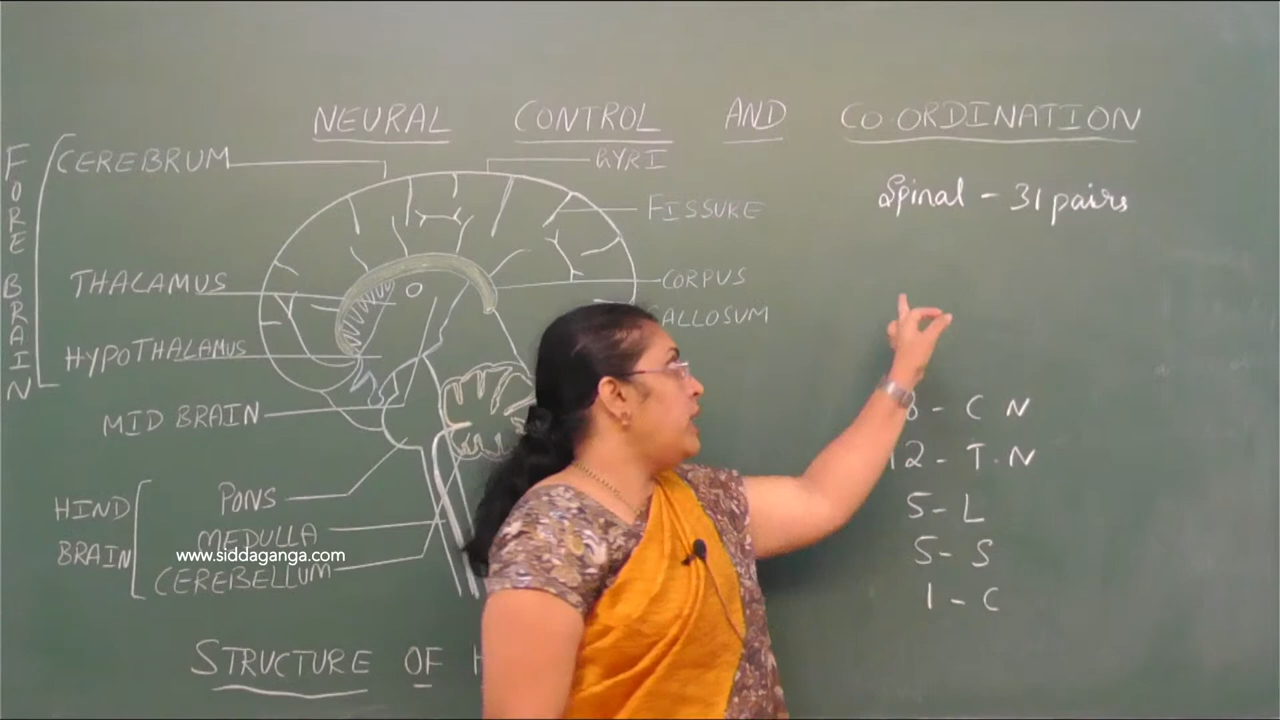 NEURAL CONTROL AND CO-ORDINATION
FORE BRAIN
CEREBRUM
GYRI
FISSURE
THALAMUS
CORPUS
CALLOSUM
HYPOTHALAMUS
MID BRAIN
HIND
BRAIN
PONS
MEDULLA
www.siddaganga.com
CEREBELLUM
STRUCTURE OF
Spinal - 31 pairs
8 - C N
12 - T.N
5 - L
5 - S
1 - C